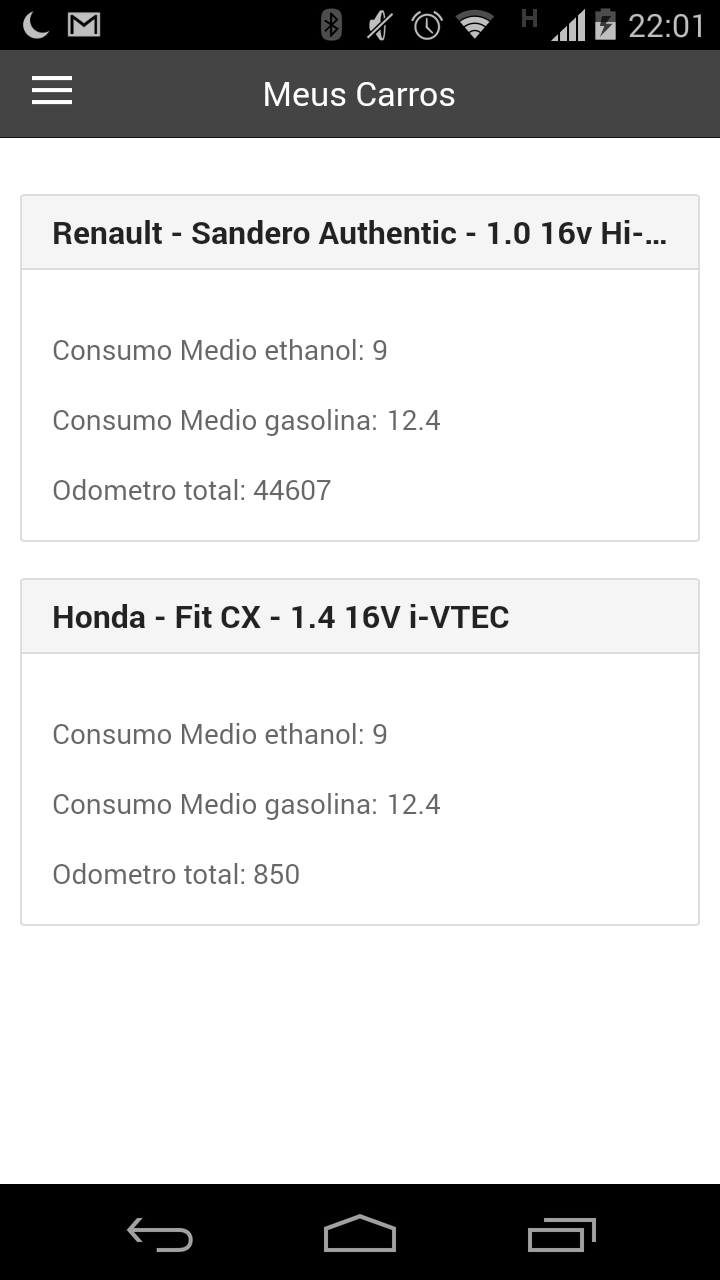 H 22:01
Meus Carros
Renault - Sandero Authentic - 1.0 16v Hi-...
Consumo Medio ethanol: 9
Consumo Medio gasolina: 12.4
Odometro total: 44607
Honda - Fit CX - 1.4 16V i-VTEC
Consumo Medio ethanol: 9
Consumo Medio gasolina: 12.4
Odometro total: 850